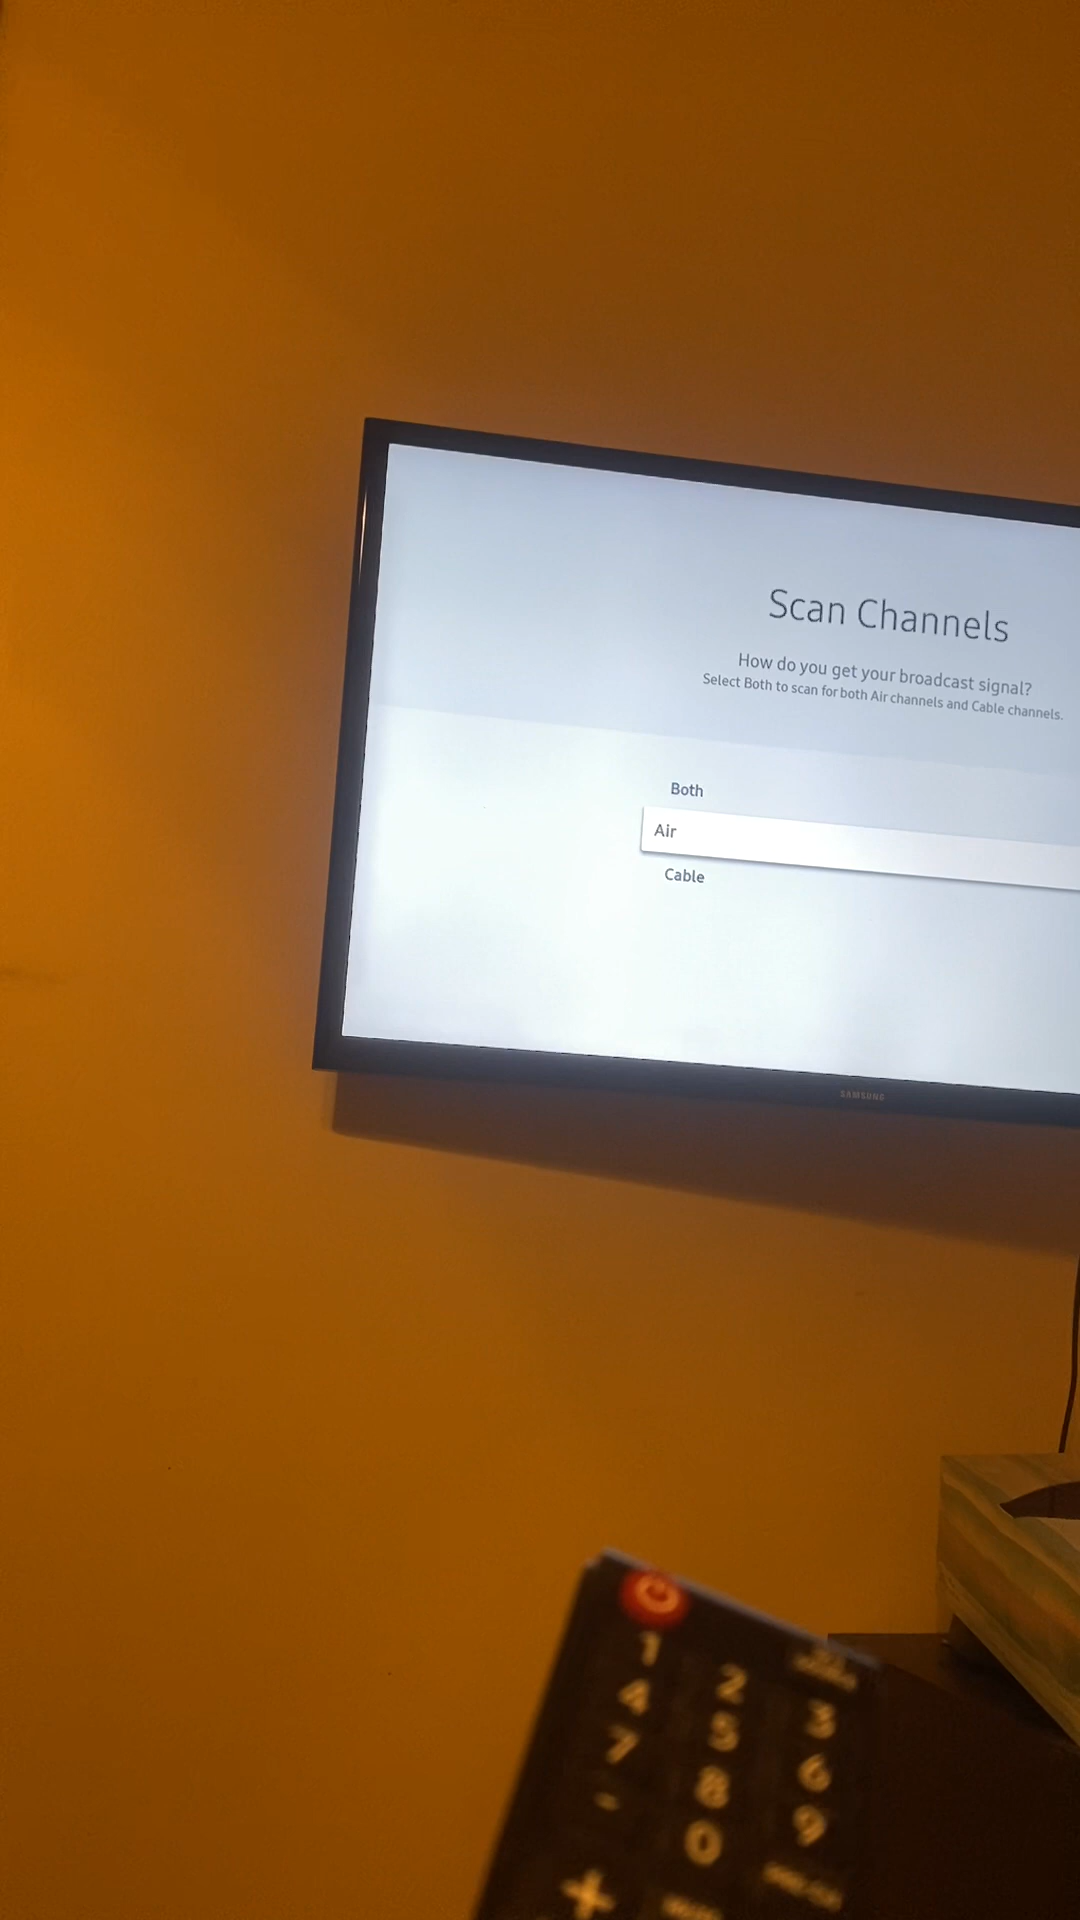 Scan Channels
How do you get your broadcast signal?
Select Both to scan for both Air channels and Cable channels.
Both
Air
Cable
SAMSUNG
1
2
3
4
5
6
7
8
9
-
0
+